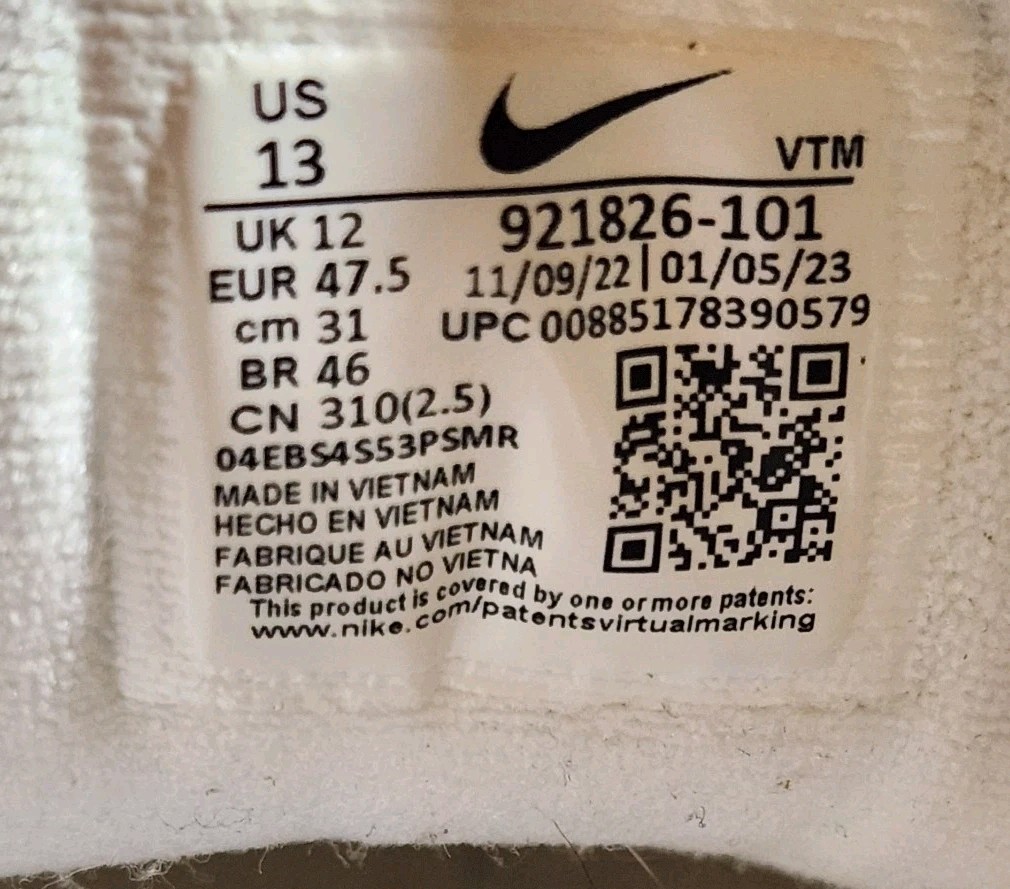 US
13
VTM
UK 12
921826-101
EUR 47.5
11/09/22|01/05/23
cm 31
UPC 00885178390579
BR 46
CN 310(2.5)
04EBS4S53PSMR
MADE IN VIETNAM
HECHO EN VIETNAM
FABRIQUE AU VIETNAM
FABRICADO NO VIETNA
This product is covered by one or more patents:
www.nike.com/patentsvirtualmarking